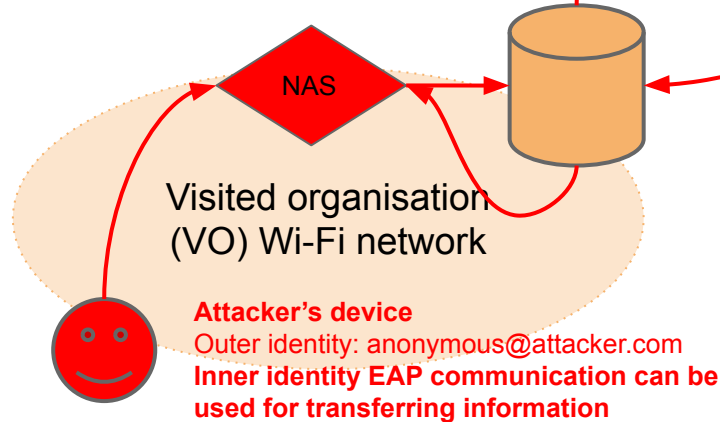 NAS
Visited organisation
(VO) Wi-Fi network
Attacker's device
Outer identity: anonymous@attacker.com
Inner identity EAP communication can be
used for transferring information